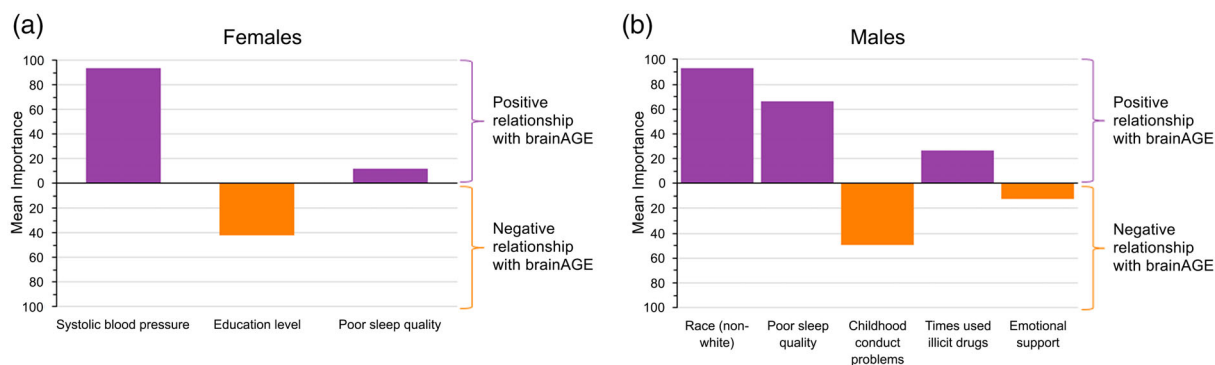 (a)
Females
Mean Importance
100
80
60
40
20
0
20
40
60
80
100
Systolic blood pressure
Education level
Poor sleep quality
Positive
relationship
with brainAGE
Negative
relationship
with brainAGE
(b)
Males
Mean Importance
100
80
60
40
20
0
20
40
60
80
100
Race (non-
white)
Poor sleep
quality
Childhood
conduct
problems
Times used
illicit drugs
Emotional
support
Positive
relationship
with brainAGE
Negative
relationship
with brainAGE